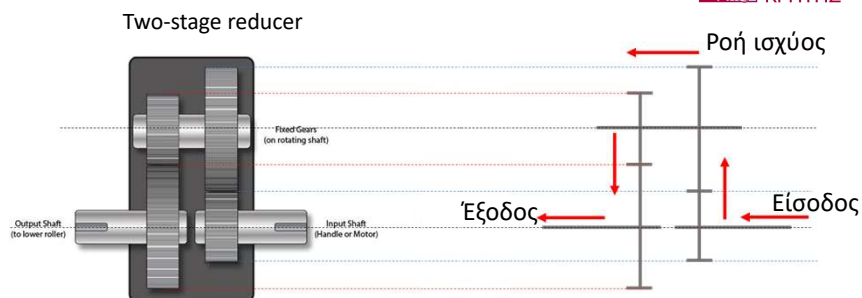 Two-stage reducer
Ροή ισχύος
Fixed Gears
(on rotating shaft)
Έξοδος
Είσοδος
Output Shaft
(to lower roller)
Input Shaft
(Handle or Motor)